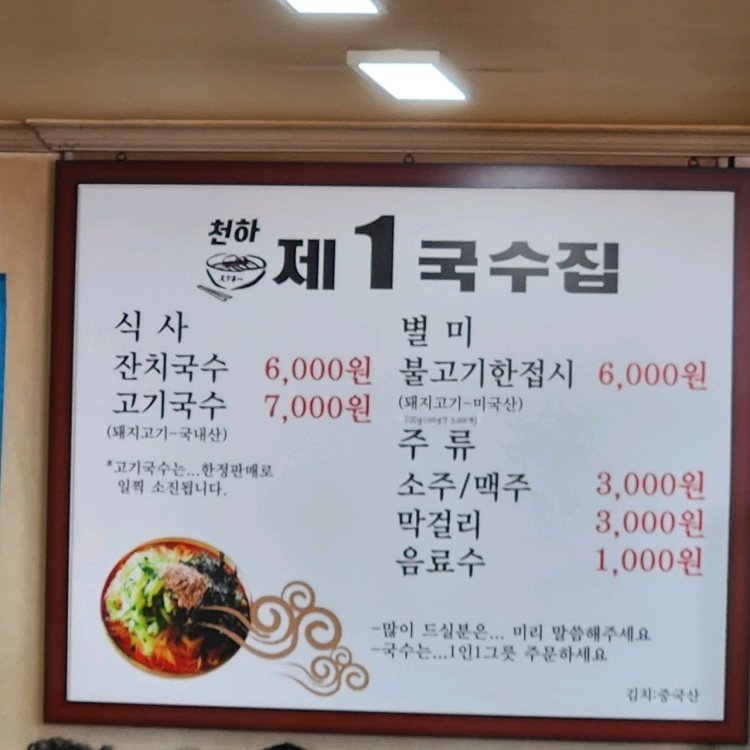 천하
제1국수집
식 사
잔치국수 6,000원
고기국수 7,000원
(돼지고기-국내산)
*고기국수는...한정판매로
일찍 소진됩니다.
별 미
불고기한접시 6,000원
(돼지고기-미국산)
주 류
소주/맥주 3,000원
막걸리 3,000원
음료수 1,000원
-많이 드실분은... 미리 말씀해주세요
-국수는...1인1그릇 주문하세요
김치:중국산